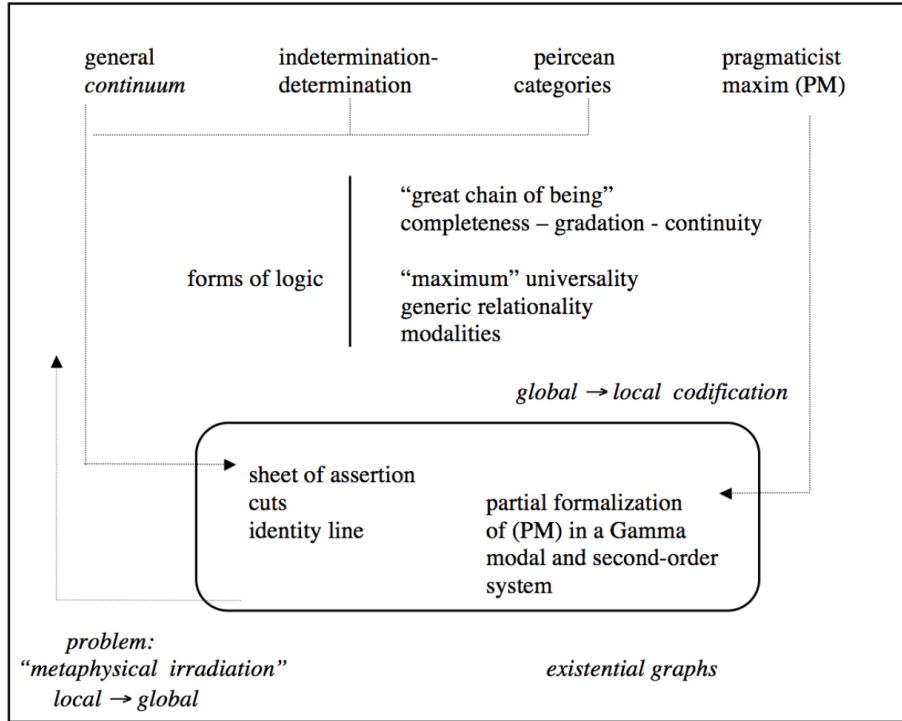 general
continuum
indetermination-
determination
peircean
categories
pragmaticist
maxim (PM)
“great chain of being”
completeness – gradation - continuity
forms of logic
“maximum” universality
generic relationality
modalities
global → local codification
sheet of assertion
cuts
identity line
partial formalization
of (PM) in a Gamma
modal and second-order
system
problem:
“metaphysical irradiation”
local → global
existential graphs